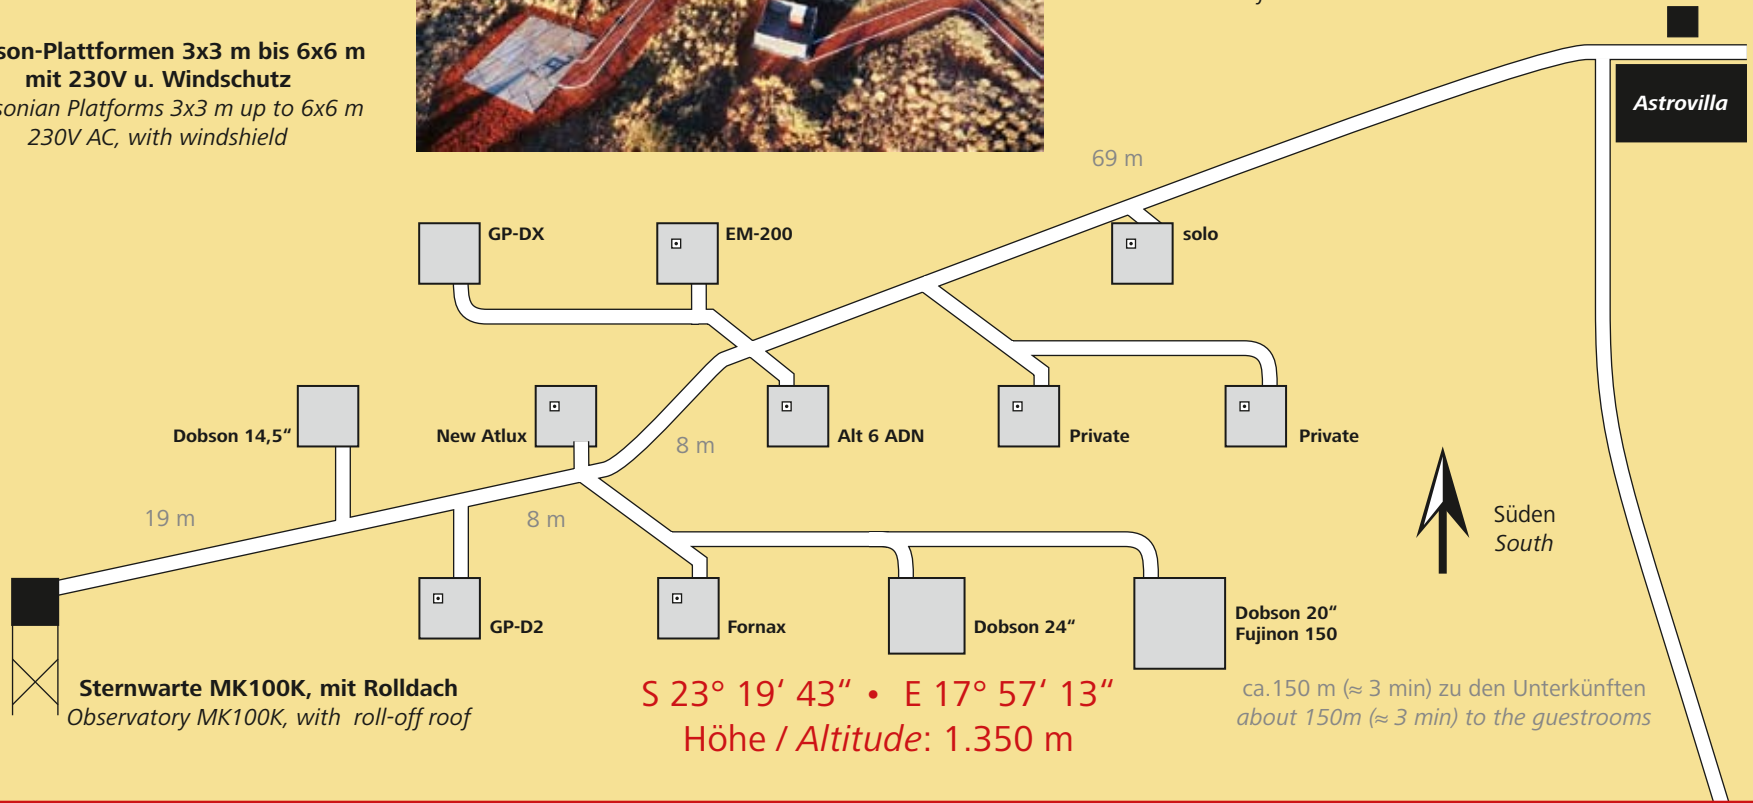 son-Plattformen 3x3 m bis 6x6 m
mit 230V u. Windschutz
sonian Platforms 3x3 m up to 6x6 m
230V AC, with windshield
Astrovilla
69 m
GP-DX
EM-200
solo
Dobson 14,5“
New Atlux
8 m
Alt 6 ADN
Private
Private
19 m
8 m
Süden
South
GP-D2
Fornax
Dobson 24“
Dobson 20“
Fujinon 150
Sternwarte MK100K, mit Rolldach
Observatory MK100K, with roll-off roof
S 23° 19‘ 43“ • E 17° 57‘ 13“
Höhe / Altitude: 1.350 m
ca.150 m (≈ 3 min) zu den Unterkünften
about 150m (≈ 3 min) to the guestrooms